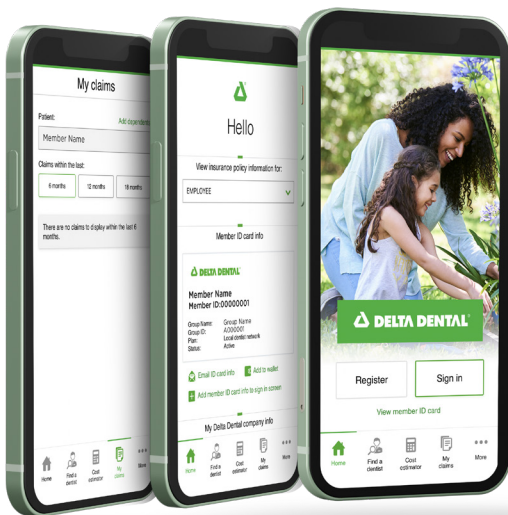 My claims
Patient:
Add dependents
Member Name
Claims within the last:
6 months
12 months
18 months
There are no claims to display within the last 6
months.
Home
Find a
dentist
Cost
estimator
My
claims
More
Hello
View insurance policy information for:
EMPLOYEE
Member ID card info
DELTA DENTAL
Member Name
Member ID:00000001
Group Name: Group Name
Group ID: A000001
Plan: Local dentist network
Status: Active
Email ID card info
Add to wallet
Add member ID card info to sign in screen
My Delta Dental company info
Home
Find a
dentist
Cost
estimator
My
claims
More
DELTA DENTAL®
Register
Sign in
View member ID card
Home
Find a
dentist
Cost
estimator
My
claims
More